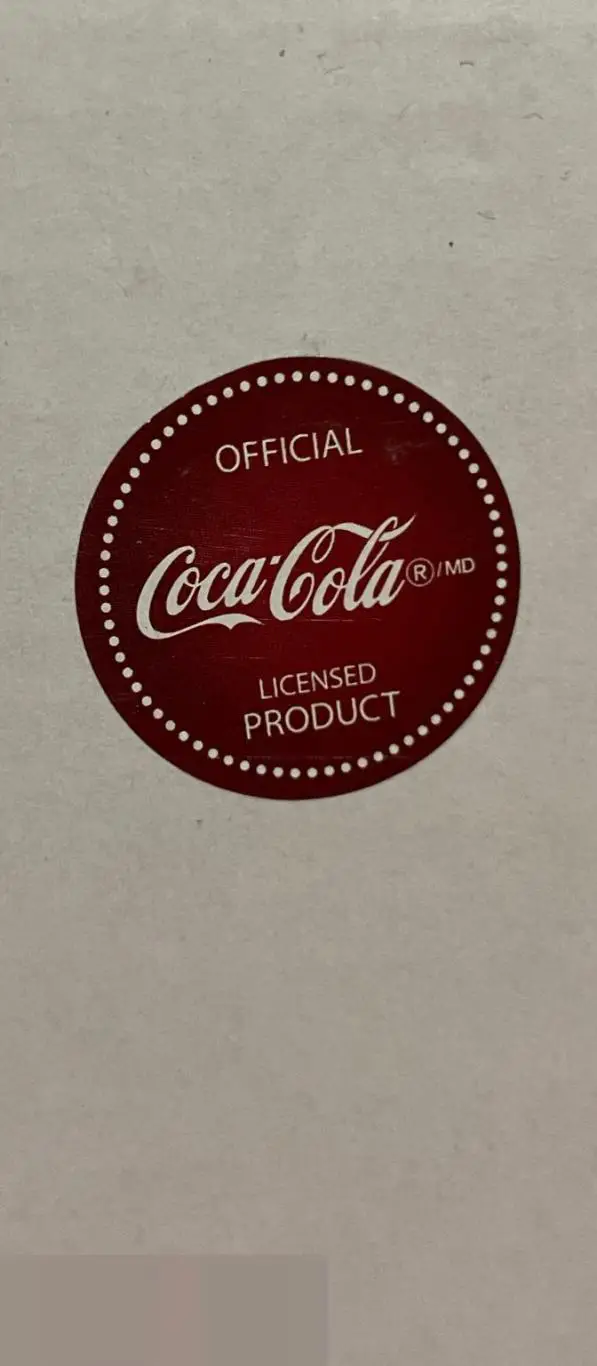 OFFICIAL
Coca-Cola®/MD
LICENSED
PRODUCT